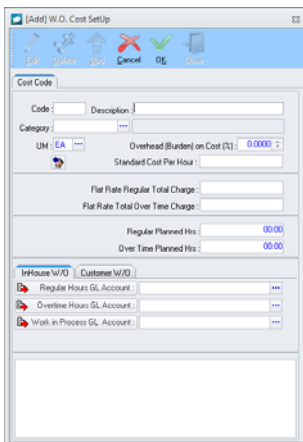 [Add] W.O. Cost SetUp
Edit Delete Next Cancel OK
Cost Code
Code : Description :
Category :
UM : EA Overhead (Burden) on Cost (%) : 0.0000
Standard Cost Per Hour :
Flat Rate Regular Total Charge :
Flat Rate Total Over Time Charge :
Regular Planned Hrs : 00:00
Over Time Planned Hrs : 00:00
InHouse W/O Customer W/O
Regular Hours GL Account :
Overtime Hours GL Account :
Work in Process GL Account :